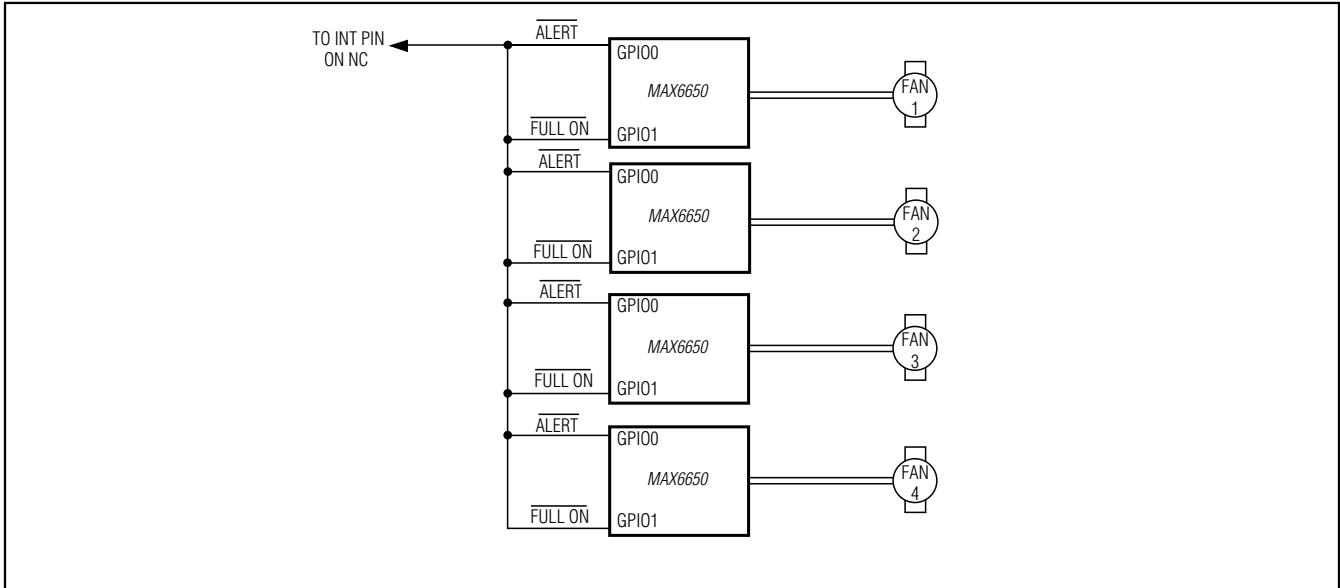 TO INT PIN
ON NC
ALERT
GPIO0
MAX6650
FULL ON
GPIO1
FAN
1
ALERT
GPIO0
MAX6650
FULL ON
GPIO1
FAN
2
ALERT
GPIO0
MAX6650
FULL ON
GPIO1
FAN
3
ALERT
GPIO0
MAX6650
FULL ON
GPIO1
FAN
4